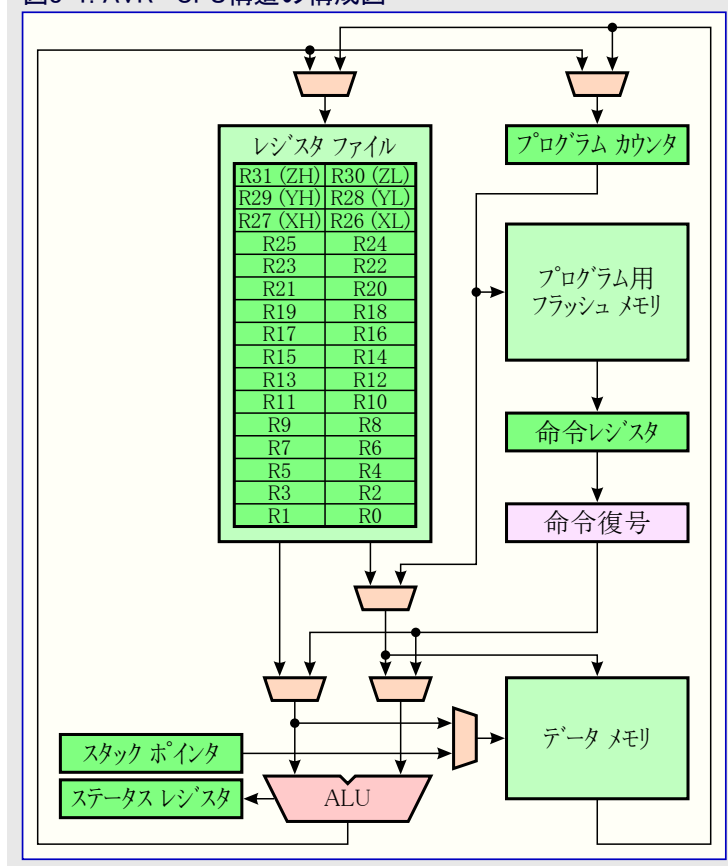 レジスタ ファイル
プログラム カウンタ
R31 (ZH) R30 (ZL)
R29 (YH) R28 (YL)
R27 (XH) R26 (XL)
R25 R24
R23 R22
R21 R20
R19 R18
R17 R16
R15 R14
R13 R12
R11 R10
R9 R8
R7 R6
R5 R4
R3 R2
R1 R0
プログラム用
フラッシュ メモリ
命令レジスタ
命令復号
スタック ポインタ
ステータス レジスタ
ALU
データ メモリ